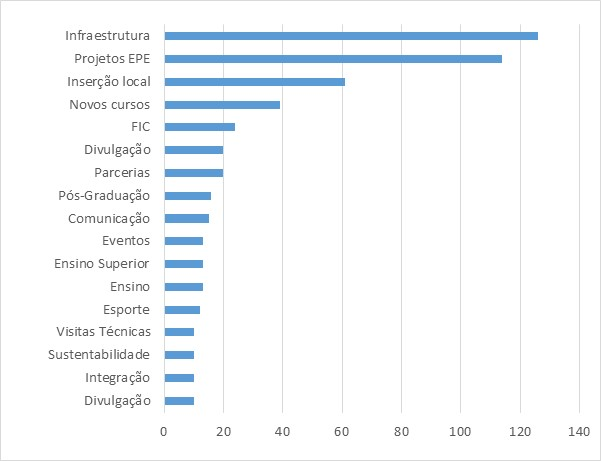 Infraestrutura
Projetos EPE
Inserção local
Novos cursos
FIC
Divulgação
Parcerias
Pós-Graduação
Comunicação
Eventos
Ensino Superior
Ensino
Esporte
Visitas Técnicas
Sustentabilidade
Integração
Divulgação
0 20 40 60 80 100 120 140